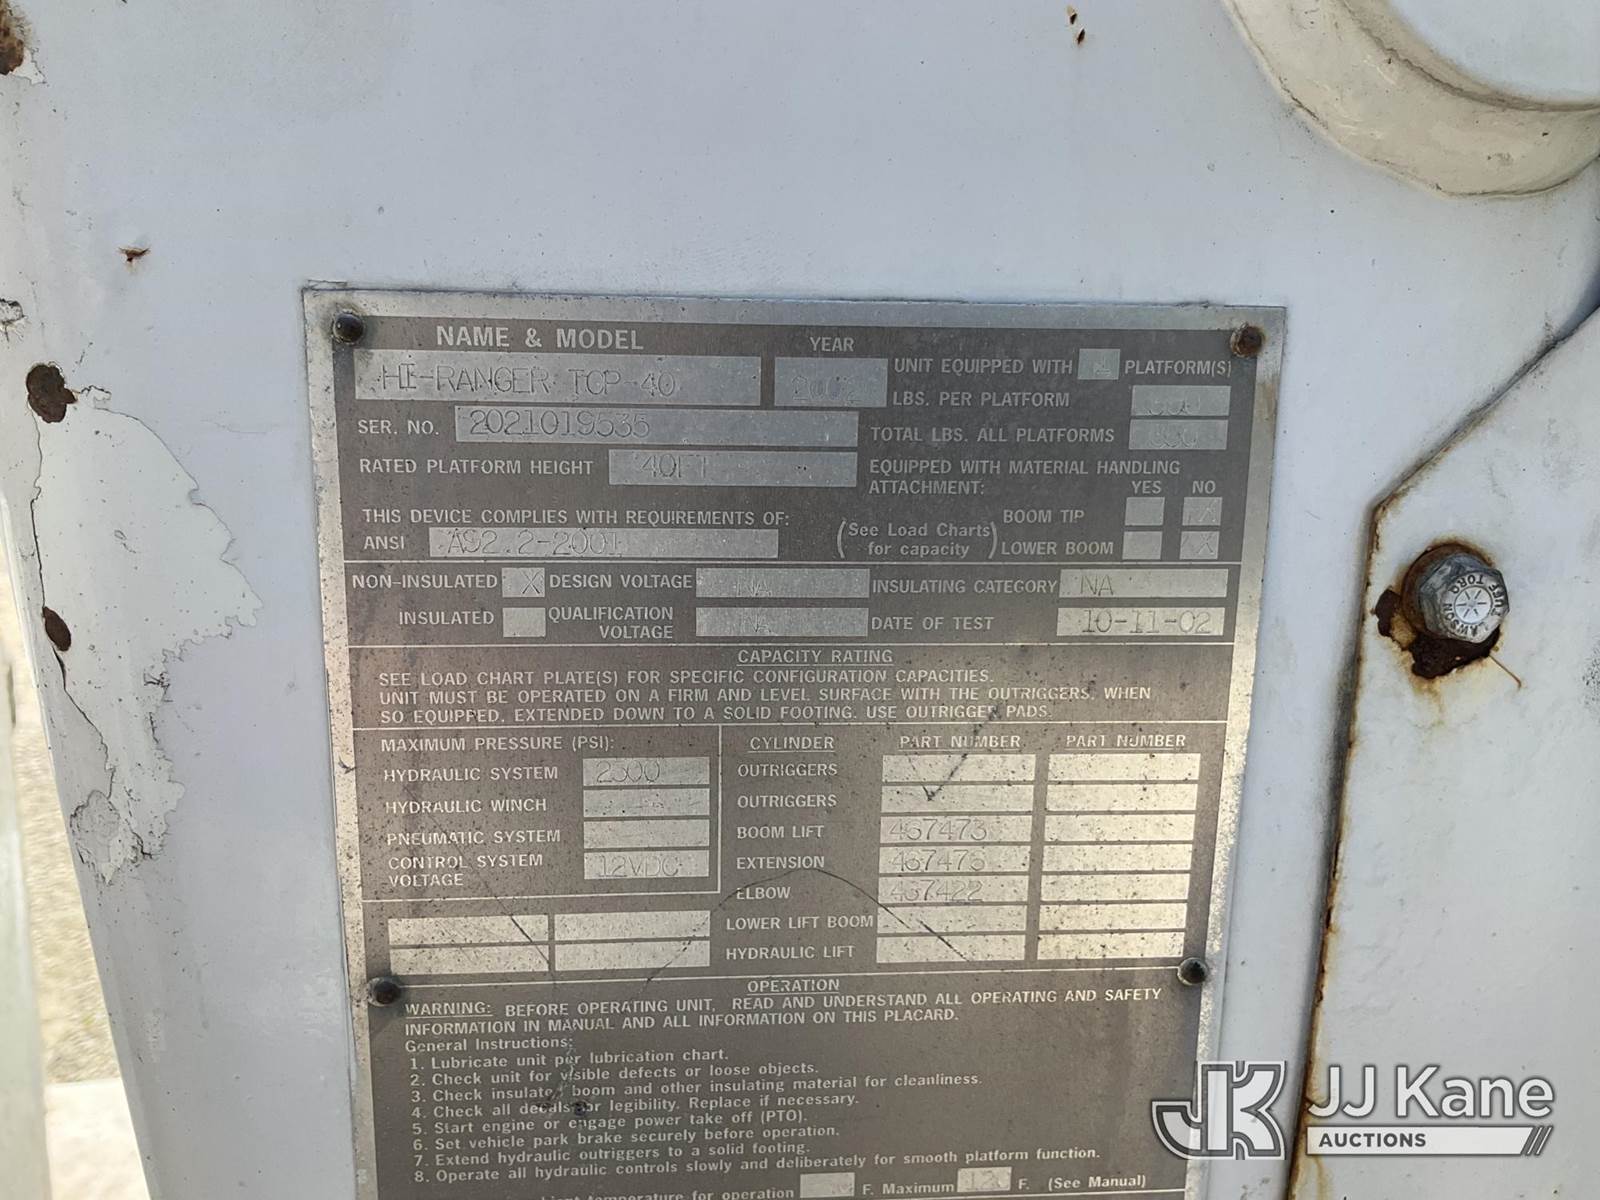 NAME & MODEL YEAR
HI-RANGER TCP 40 2002
UNIT EQUIPPED WITH PLATFORM(S)
LBS. PER PLATFORM
SER. NO. 2021019535
TOTAL LBS. ALL PLATFORMS
RATED PLATFORM HEIGHT 40FT
EQUIPPED WITH MATERIAL HANDLING
ATTACHMENT: YES NO
THIS DEVICE COMPLIES WITH REQUIREMENTS OF:
ANSI A92.2-2001
(See Load Charts for capacity)
BOOM TIP X
LOWER BOOM X
NON-INSULATED X DESIGN VOLTAGE NA INSULATING CATEGORY NA
INSULATED QUALIFICATION VOLTAGE NA DATE OF TEST 10-11-02
CAPACITY RATING
SEE LOAD CHART PLATE(S) FOR SPECIFIC CONFIGURATION CAPACITIES.
UNIT MUST BE OPERATED ON A FIRM AND LEVEL SURFACE WITH THE OUTRIGGERS, WHEN
SO EQUIPPED, EXTENDED DOWN TO A SOLID FOOTING. USE OUTRIGGER PADS.
MAXIMUM PRESSURE (PSI): CYLINDER PART NUMBER PART NUMBER
HYDRAULIC SYSTEM OUTRIGGERS
HYDRAULIC WINCH OUTRIGGERS
PNEUMATIC SYSTEM BOOM LIFT
CONTROL SYSTEM VOLTAGE 12VDC EXTENSION
ELBOW
LOWER LIFT BOOM
HYDRAULIC LIFT
OPERATION
WARNING: BEFORE OPERATING UNIT, READ AND UNDERSTAND ALL OPERATING AND SAFETY
INFORMATION IN MANUAL AND ALL INFORMATION ON THIS PLACARD.
General Instructions:
1. Lubricate unit per lubrication chart.
2. Check unit for visible defects or loose objects.
3. Check insulated boom and other insulating material for cleanliness.
4. Check all decals for legibility. Replace if necessary.
5. Start engine or engage power take off (PTO).
6. Set vehicle park brake securely before operation.
7. Extend hydraulic outriggers to a solid footing.
8. Operate all hydraulic controls slowly and deliberately for smooth platform function.
temperature for operation F. Maximum F. (See Manual)
LAWSON TUFF TORQ
JK JJ Kane
AUCTIONS